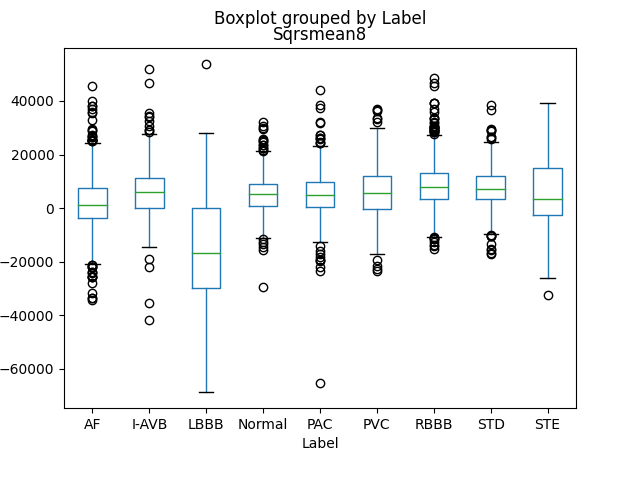 Boxplot grouped by Label
Sqrsmean8
40000
20000
0
−20000
−40000
−60000
AF I-AVB LBBB Normal PAC PVC RBBB STD STE
Label